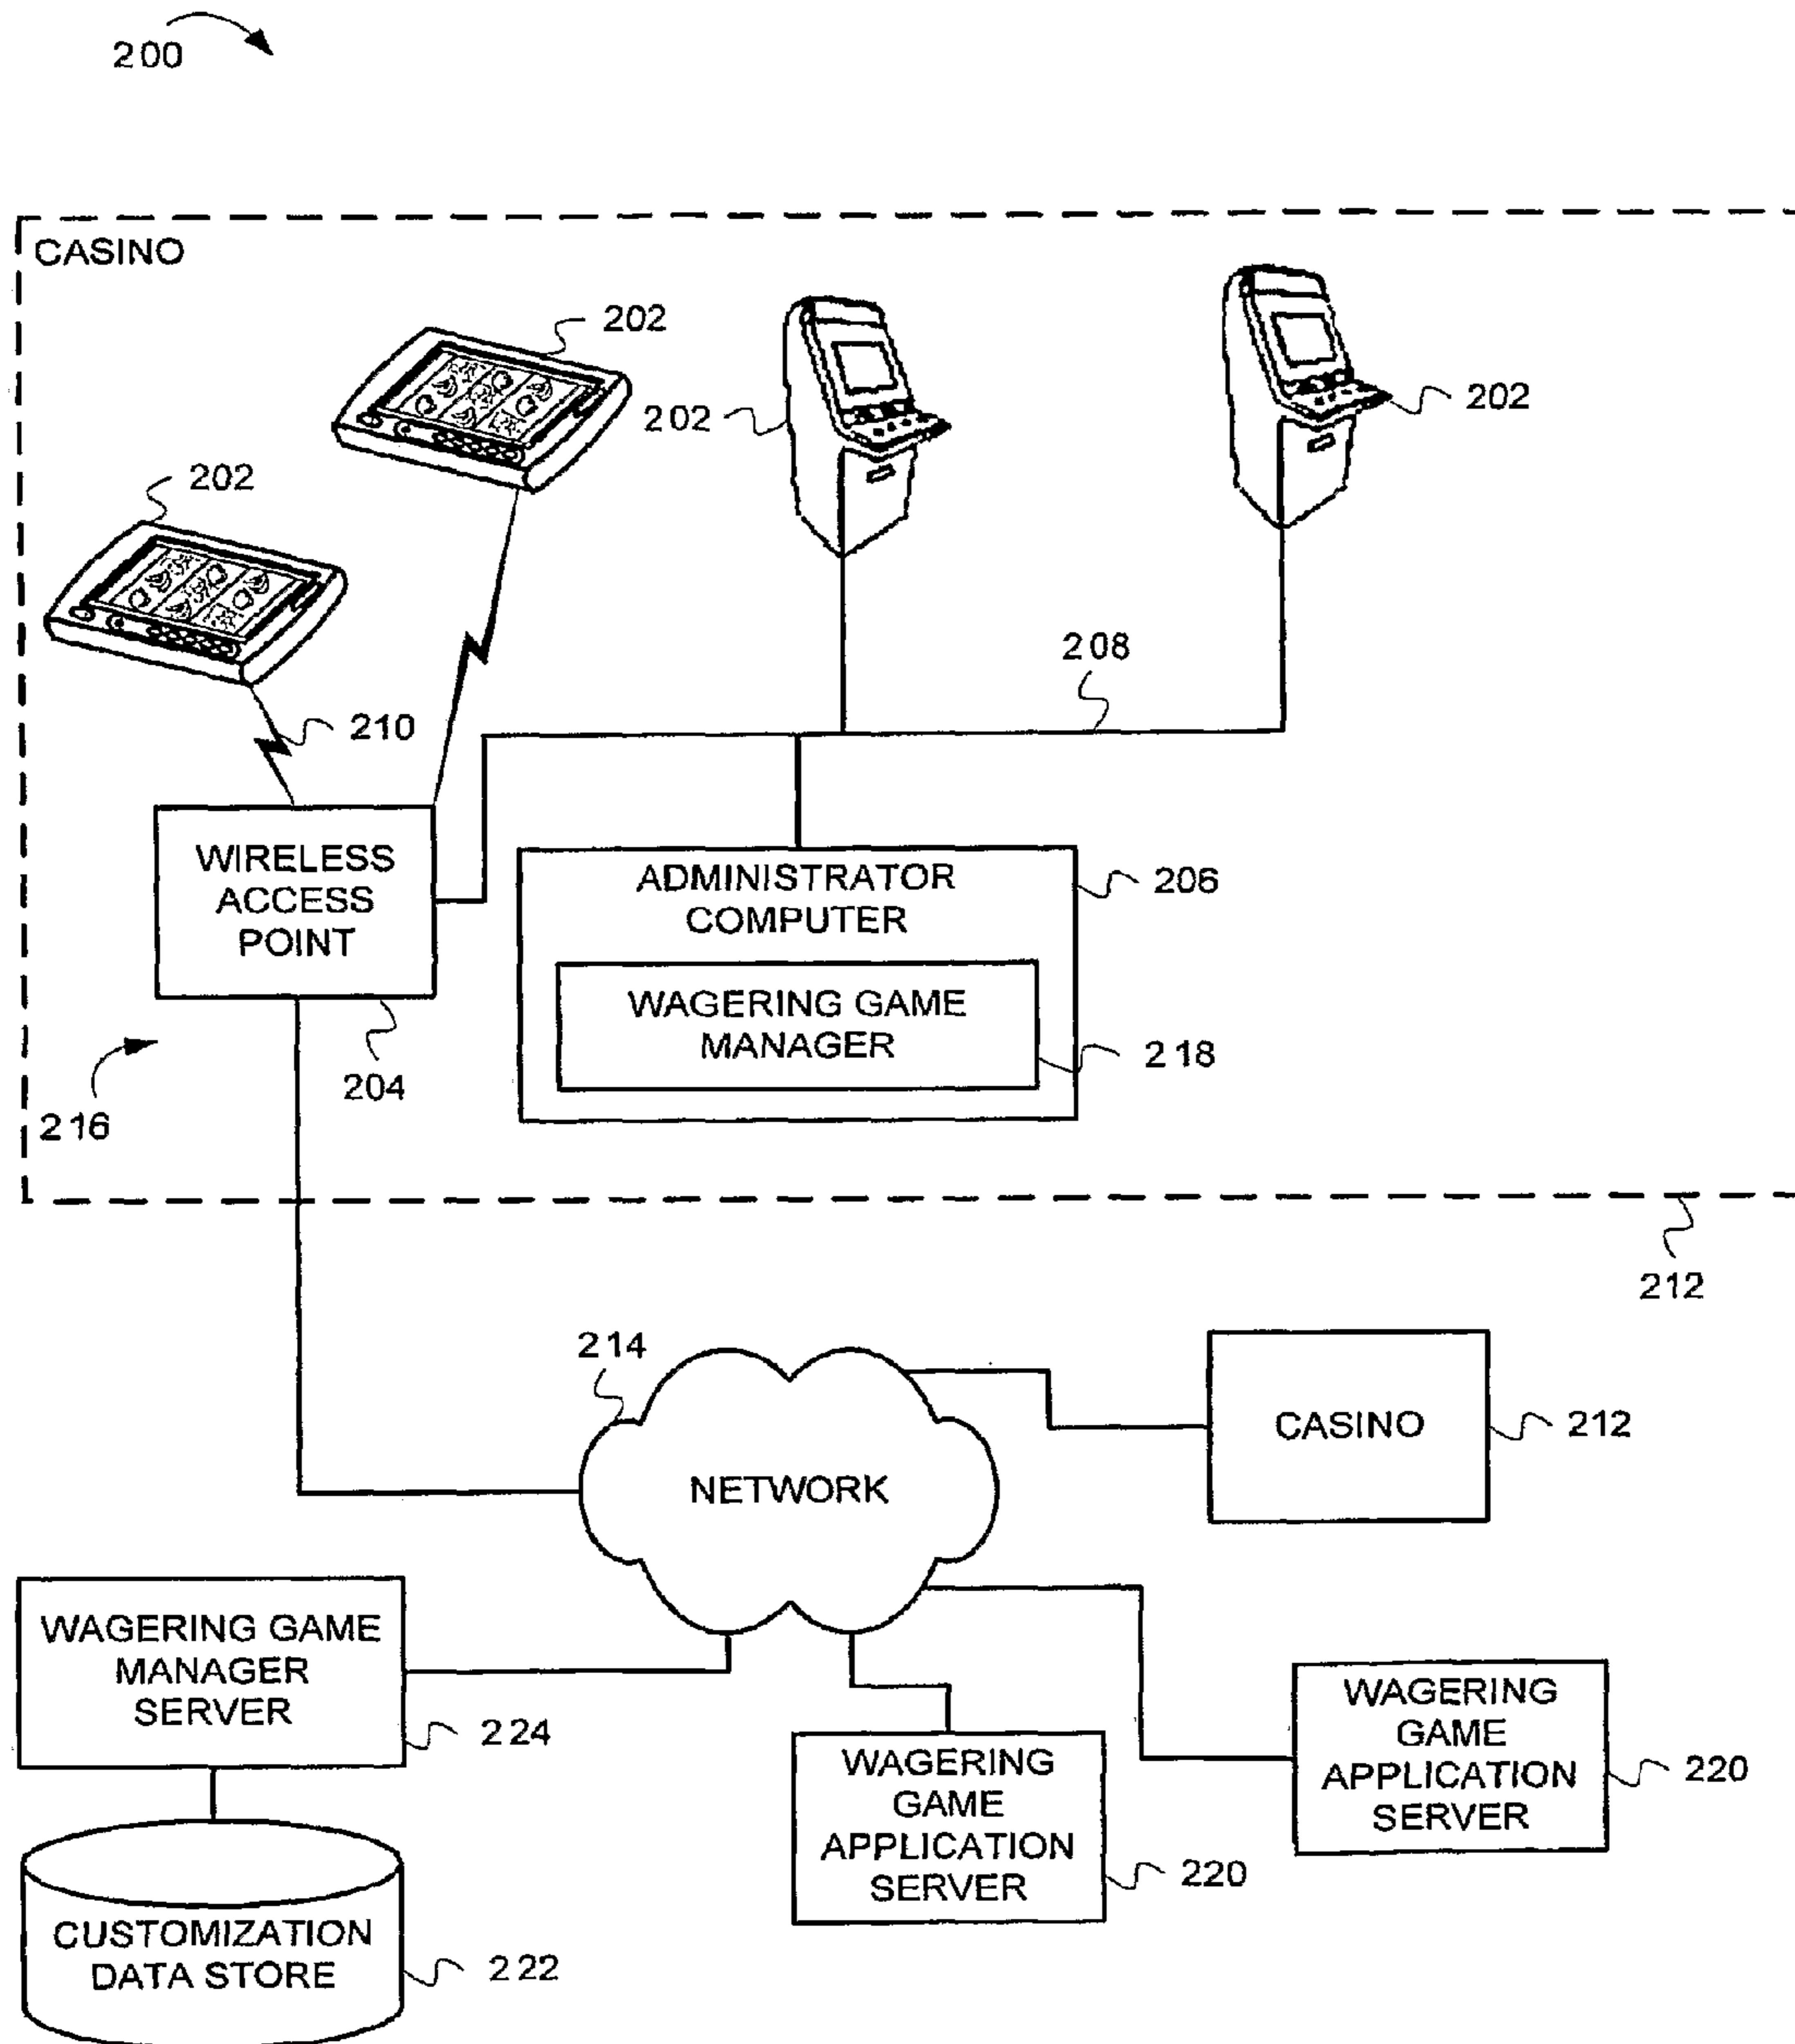 200
CASINO
202
202
202
202
208
210
WIRELESS
ACCESS
POINT
204
ADMINISTRATOR
COMPUTER
206
WAGERING GAME
MANAGER
218
216
212
214
NETWORK
CASINO
212
WAGERING GAME
MANAGER
SERVER
224
WAGERING
GAME
APPLICATION
SERVER
220
WAGERING
GAME
APPLICATION
SERVER
220
CUSTOMIZATION
DATA STORE
222